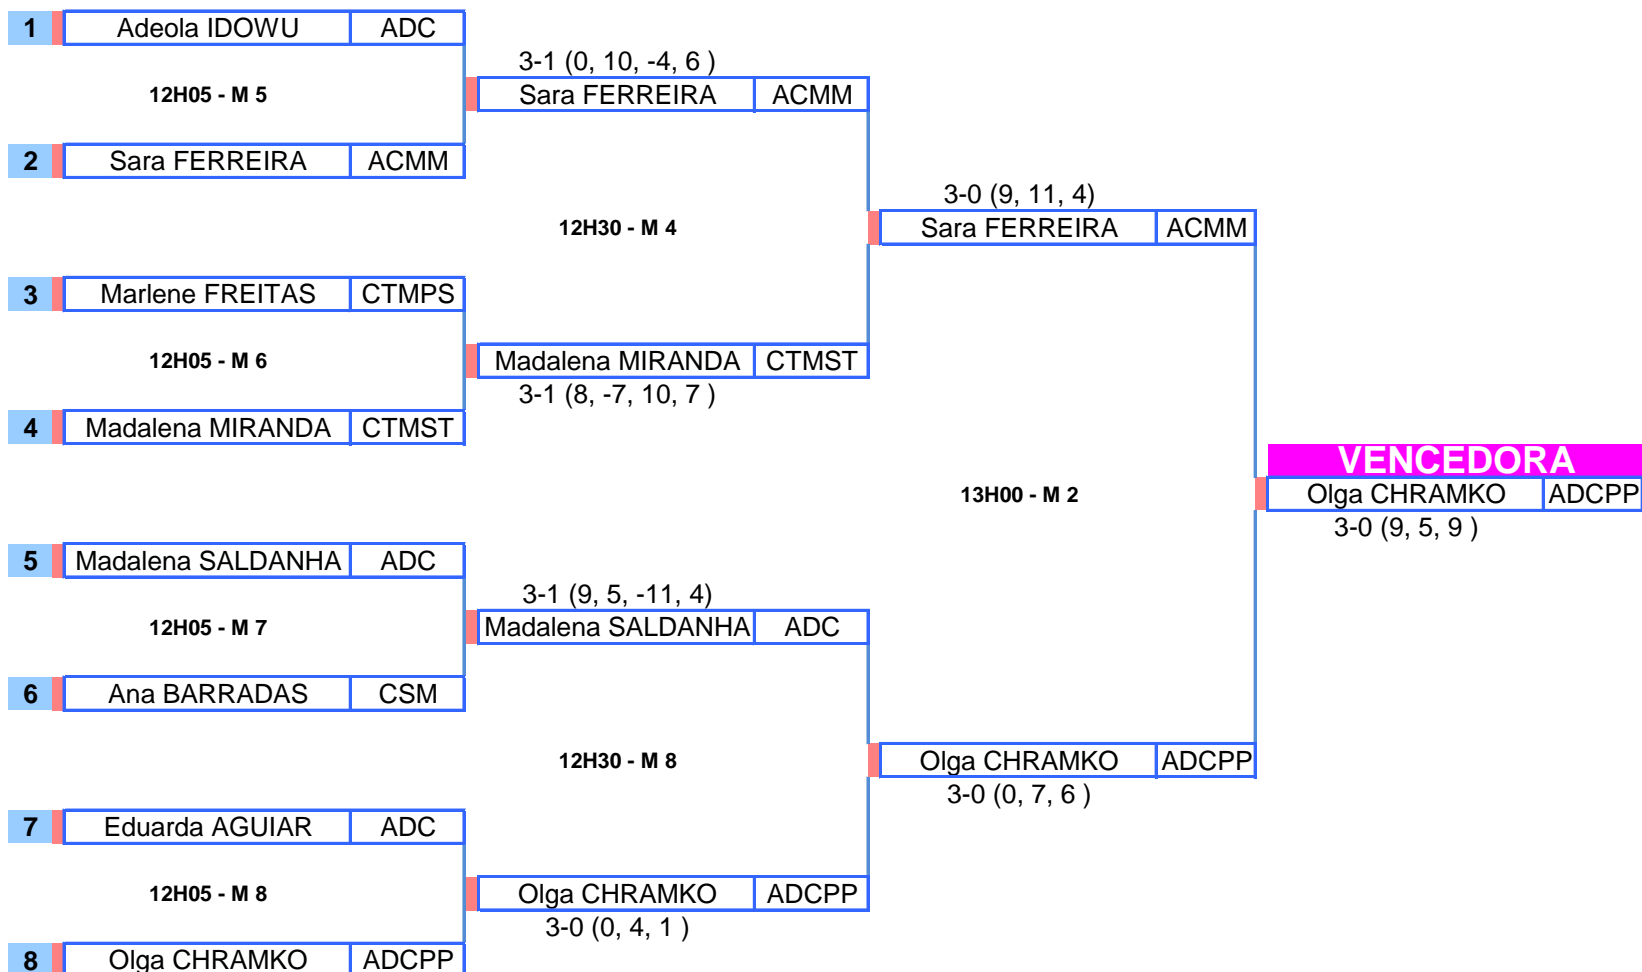 1 Adeola IDOWU ADC
3-1 (0, 10, -4, 6 )
12H05 - M 5
Sara FERREIRA ACMM
2 Sara FERREIRA ACMM
3-0 (9, 11, 4)
12H30 - M 4
Sara FERREIRA ACMM
3 Marlene FREITAS CTMPS
12H05 - M 6
Madalena MIRANDA CTMST
3-1 (8, -7, 10, 7 )
4 Madalena MIRANDA CTMST
VENCEDORA
13H00 - M 2
Olga CHRAMKO ADCPP
3-0 (9, 5, 9 )
5 Madalena SALDANHA ADC
3-1 (9, 5, -11, 4)
12H05 - M 7
Madalena SALDANHA ADC
6 Ana BARRADAS CSM
12H30 - M 8
Olga CHRAMKO ADCPP
3-0 (0, 7, 6 )
7 Eduarda AGUIAR ADC
12H05 - M 8
Olga CHRAMKO ADCPP
3-0 (0, 4, 1 )
8 Olga CHRAMKO ADCPP